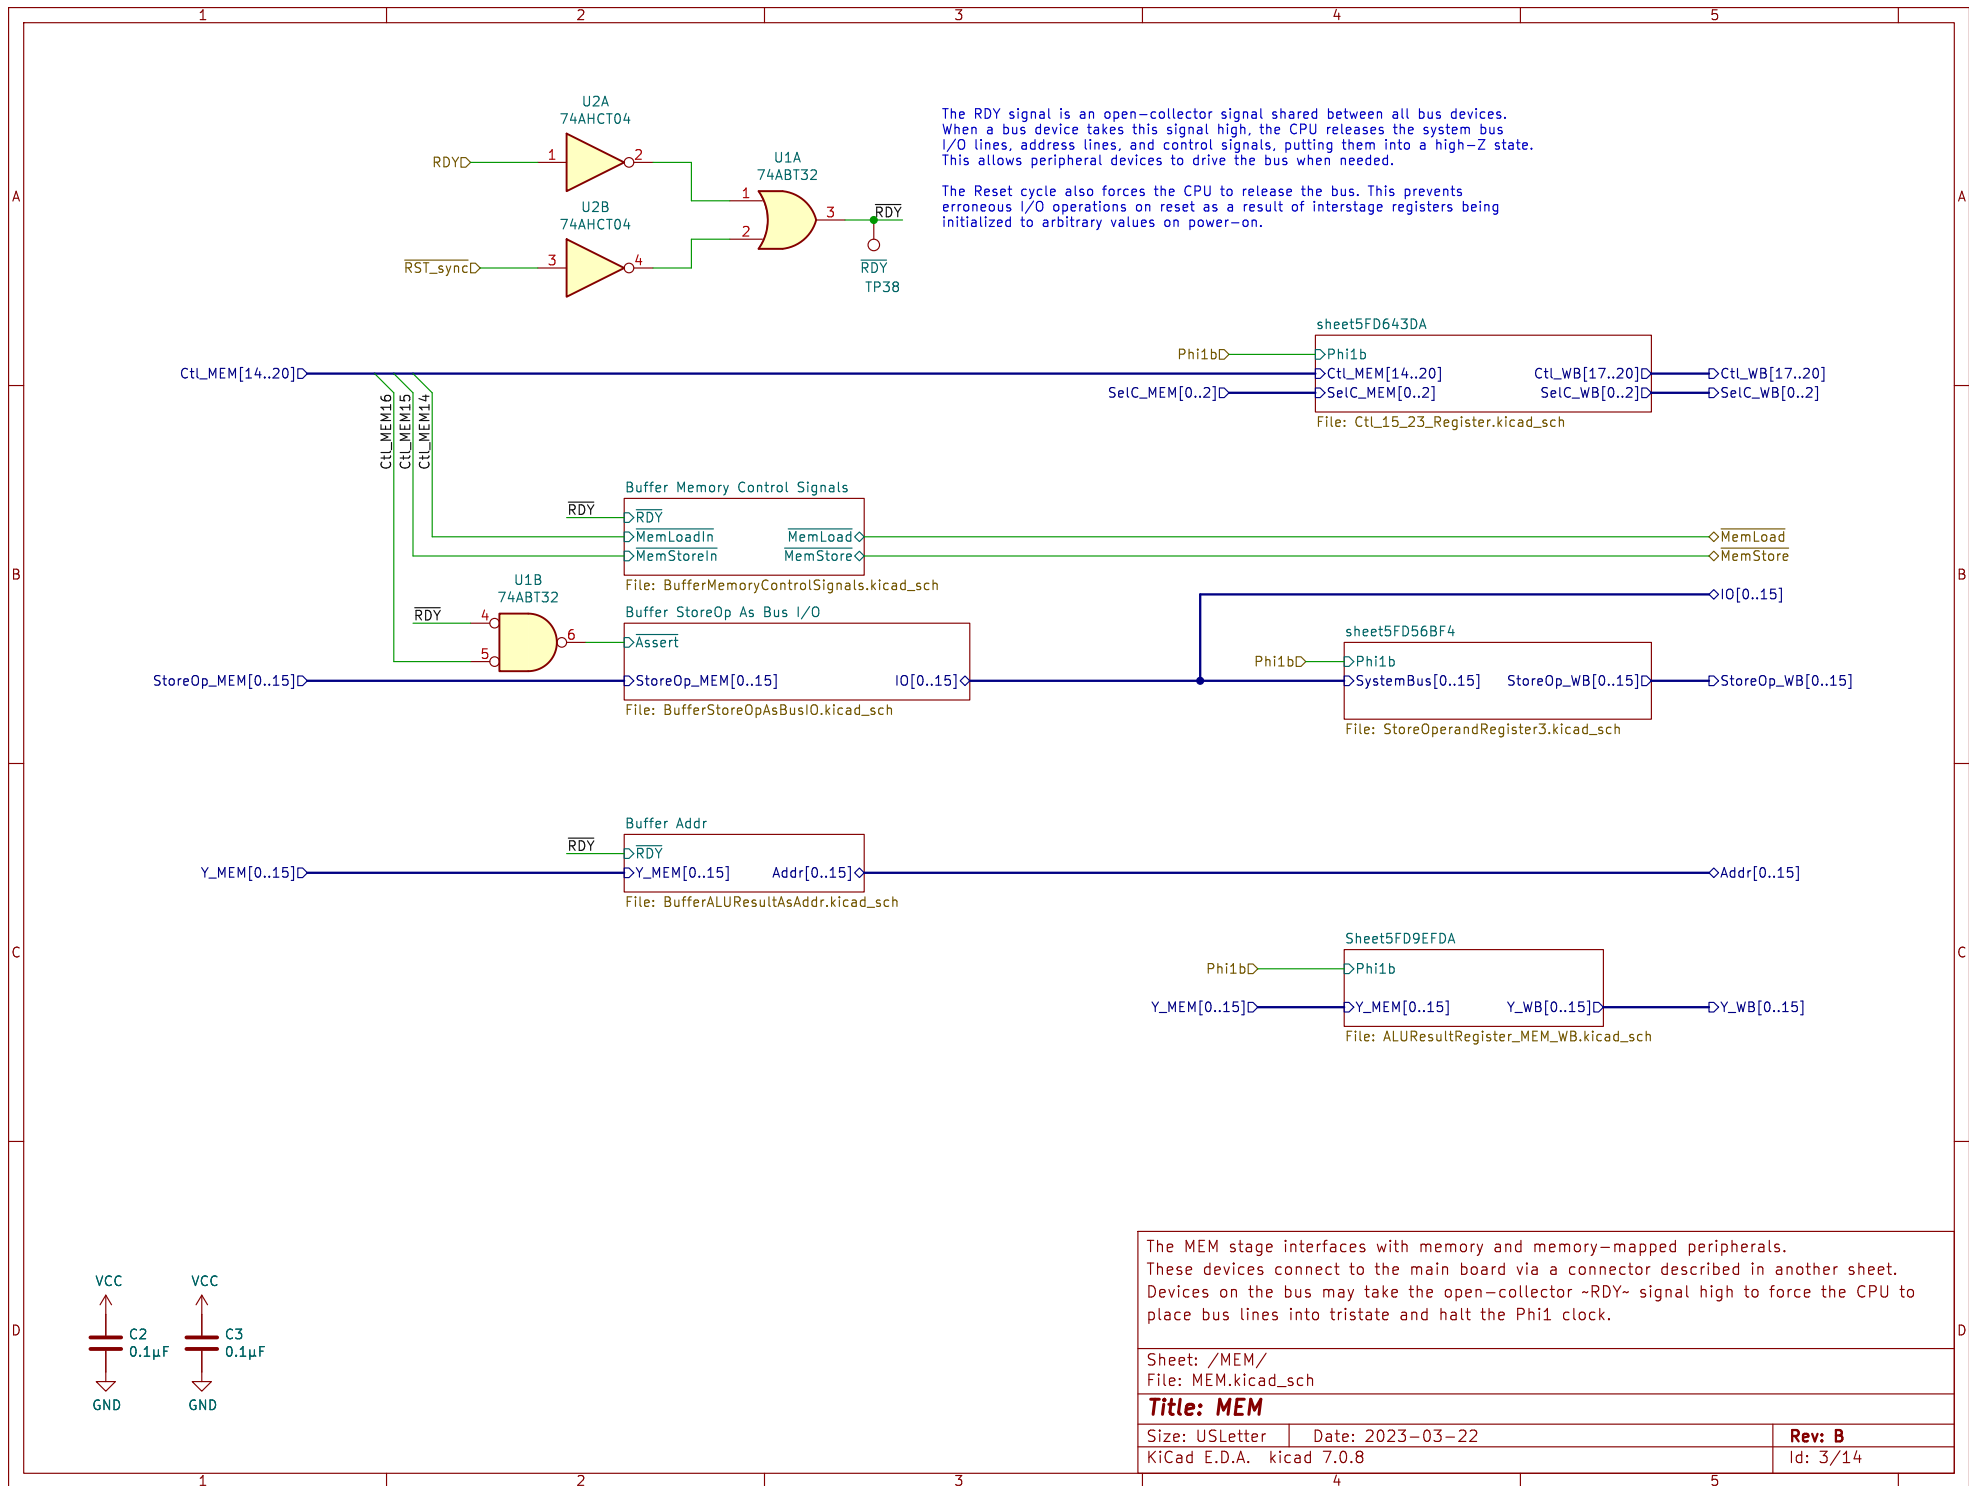 1 2 3 4 5
U2A
74AHCT04
RDY
1
2
U1A
74ABT32
1
2
3
RDY
RDY
TP38
U2B
74AHCT04
RST_sync
3
4
The RDY signal is an open-collector signal shared between all bus devices.
When a bus device takes this signal high, the CPU releases the system bus
I/O lines, address lines, and control signals, putting them into a high-Z state.
This allows peripheral devices to drive the bus when needed.
The Reset cycle also forces the CPU to release the bus. This prevents
erroneous I/O operations on reset as a result of interstage registers being
initialized to arbitrary values on power-on.
A
A
sheet5FD643DA
Phi1b
Phi1b
Ctl_MEM[14..20]
Ctl_MEM[14..20]
Ctl_WB[17..20]
Ctl_WB[17..20]
SelC_MEM[0..2]
SelC_MEM[0..2]
SelC_WB[0..2]
SelC_WB[0..2]
File: Ctl_15_23_Register.kicad_sch
Ctl_MEM16
Ctl_MEM15
Ctl_MEM14
Buffer Memory Control Signals
RDY
RDY
MemLoadIn
MemLoad
MemLoad
MemStoreIn
MemStore
MemStore
File: BufferMemoryControlSignals.kicad_sch
B
B
U1B
74ABT32
RDY
4
5
6
Buffer StoreOp As Bus I/O
Assert
StoreOp_MEM[0..15]
StoreOp_MEM[0..15]
IO[0..15]
File: BufferStoreOpAsBusIO.kicad_sch
IO[0..15]
sheet5FD56BF4
Phi1b
Phi1b
SystemBus[0..15]
StoreOp_WB[0..15]
StoreOp_WB[0..15]
File: StoreOperandRegister3.kicad_sch
Buffer Addr
RDY
RDY
Y_MEM[0..15]
Y_MEM[0..15]
Addr[0..15]
Addr[0..15]
File: BufferALUResultAsAddr.kicad_sch
C
C
Sheet5FD9EFDA
Phi1b
Phi1b
Y_MEM[0..15]
Y_MEM[0..15]
Y_WB[0..15]
Y_WB[0..15]
File: ALUResultRegister_MEM_WB.kicad_sch
D
D
VCC
C2
0.1µF
GND
VCC
C3
0.1µF
GND
The MEM stage interfaces with memory and memory-mapped peripherals.
These devices connect to the main board via a connector described in another sheet.
Devices on the bus may take the open-collector ~RDY~ signal high to force the CPU to
place bus lines into tristate and halt the Phi1 clock.
Sheet: /MEM/
File: MEM.kicad_sch
Title: MEM
Size: USLetter Date: 2023-03-22 Rev: B
KiCad E.D.A. kicad 7.0.8 Id: 3/14
1 2 3 4 5